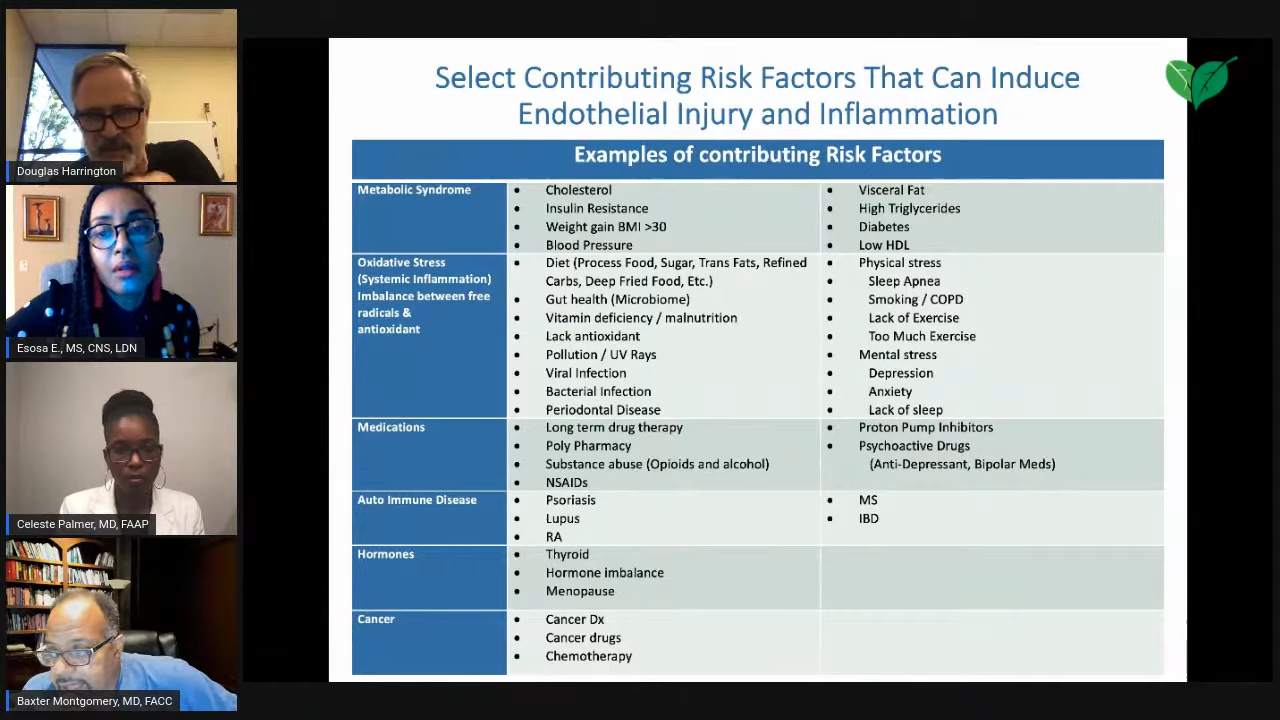 Select Contributing Risk Factors That Can Induce
Endothelial Injury and Inflammation
Examples of contributing Risk Factors
Metabolic Syndrome
• Cholesterol
• Insulin Resistance
• Weight gain BMI >30
• Blood Pressure
• Visceral Fat
• High Triglycerides
• Diabetes
• Low HDL
Oxidative Stress
(Systemic Inflammation)
Imbalance between free
radicals &
antioxidant
• Diet (Process Food, Sugar, Trans Fats, Refined
Carbs, Deep Fried Food, Etc.)
• Gut health (Microbiome)
• Vitamin deficiency / malnutrition
• Lack antioxidant
• Pollution / UV Rays
• Viral Infection
• Bacterial Infection
• Periodontal Disease
• Physical stress
Sleep Apnea
Smoking / COPD
Lack of Exercise
Too Much Exercise
• Mental stress
Depression
Anxiety
Lack of sleep
Medications
• Long term drug therapy
• Poly Pharmacy
• Substance abuse (Opioids and alcohol)
• NSAIDs
• Proton Pump Inhibitors
• Psychoactive Drugs
(Anti-Depressant, Bipolar Meds)
Auto Immune Disease
• Psoriasis
• Lupus
• RA
• MS
• IBD
Hormones
• Thyroid
• Hormone imbalance
• Menopause
Cancer
• Cancer Dx
• Cancer drugs
• Chemotherapy
Douglas Harrington
Esosa E., MS, CNS, LDN
Celeste Palmer, MD, FAAP
Baxter Montgomery, MD, FACC